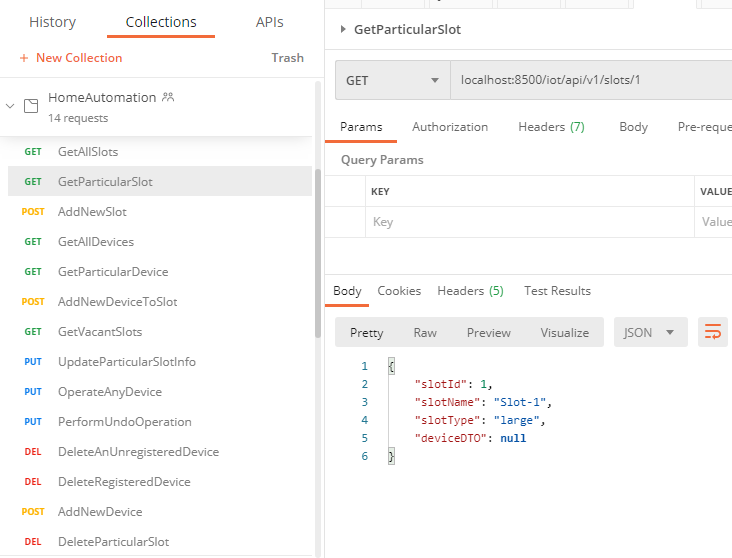 History Collections APIs
+ New Collection Trash
HomeAutomation
14 requests
GET GetAllSlots
GET GetParticularSlot
POST AddNewSlot
GET GetAllDevices
GET GetParticularDevice
POST AddNewDeviceToSlot
GET GetVacantSlots
PUT UpdateParticularSlotInfo
PUT OperateAnyDevice
PUT PerformUndoOperation
DEL DeleteAnUnregisteredDevice
DEL DeleteRegisteredDevice
POST AddNewDevice
DEL DeleteParticularSlot
GetParticularSlot
GET localhost:8500/iot/api/v1/slots/1
Params Authorization Headers (7) Body Pre-reque
Query Params
KEY VALUE
Key Value
Body Cookies Headers (5) Test Results
Pretty Raw Preview Visualize JSON
1 {
2 "slotId": 1,
3 "slotName": "Slot-1",
4 "slotType": "large",
5 "deviceDTO": null
6 }